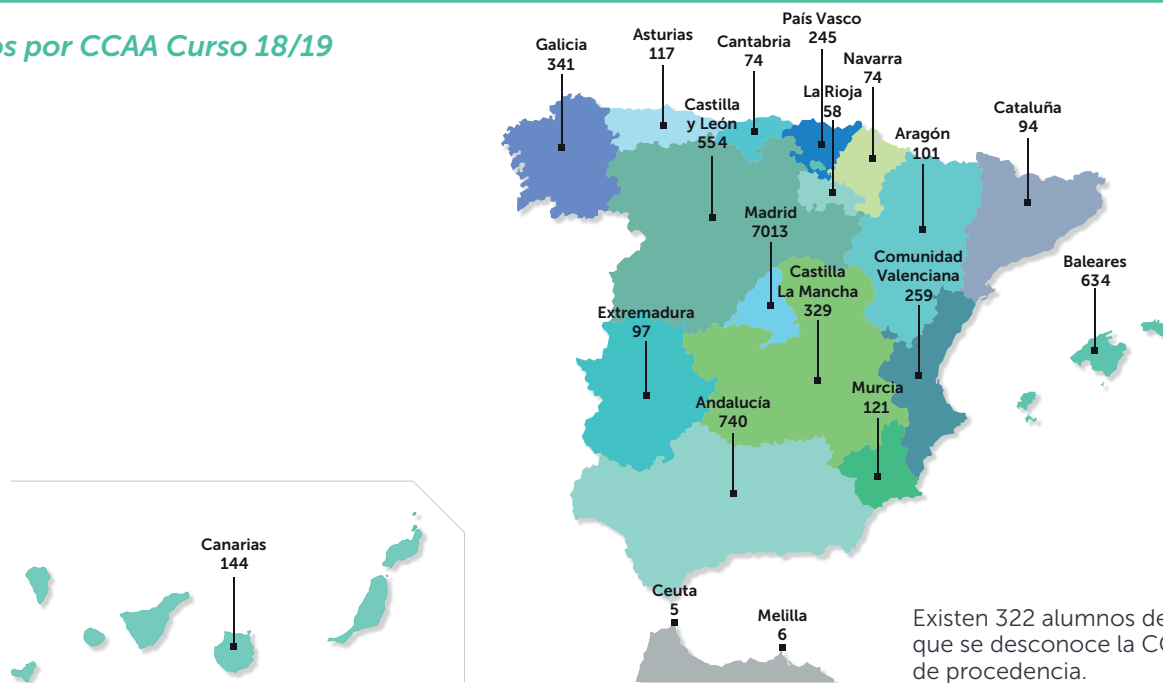 os por CCAA Curso 18/19
País Vasco
245
Asturias
117
Galicia
341
Cantabria
74
Navarra
74
La Rioja
58
Castilla
y León
554
Cataluña
94
Aragón
101
Madrid
7013
Comunidad
Valenciana
259
Castilla
La Mancha
329
Baleares
634
Extremadura
97
Murcia
121
Andalucía
740
Canarias
144
Ceuta
5
Melilla
6
Existen 322 alumnos de
que se desconoce la CC
de procedencia.